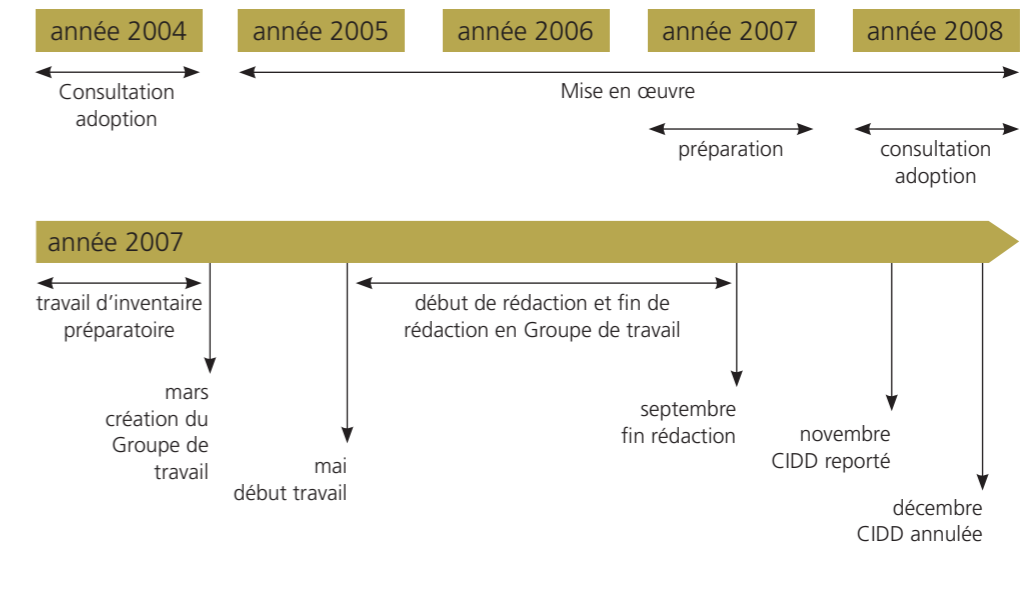 année 2004
année 2005
année 2006
année 2007
année 2008
Consultation
adoption
Mise en œuvre
préparation
consultation
adoption
année 2007
travail d'inventaire
préparatoire
début de rédaction et fin de
rédaction en Groupe de travail
mars
création du
Groupe de
travail
mai
début travail
septembre
fin rédaction
novembre
CIDD reporté
décembre
CIDD annulée